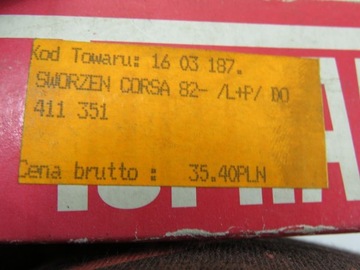 Kod Towaru: 16 03 187.
SWORZEN CORSA 82- /L+P/ DO
411 351
Cena brutto : 35.40PLN